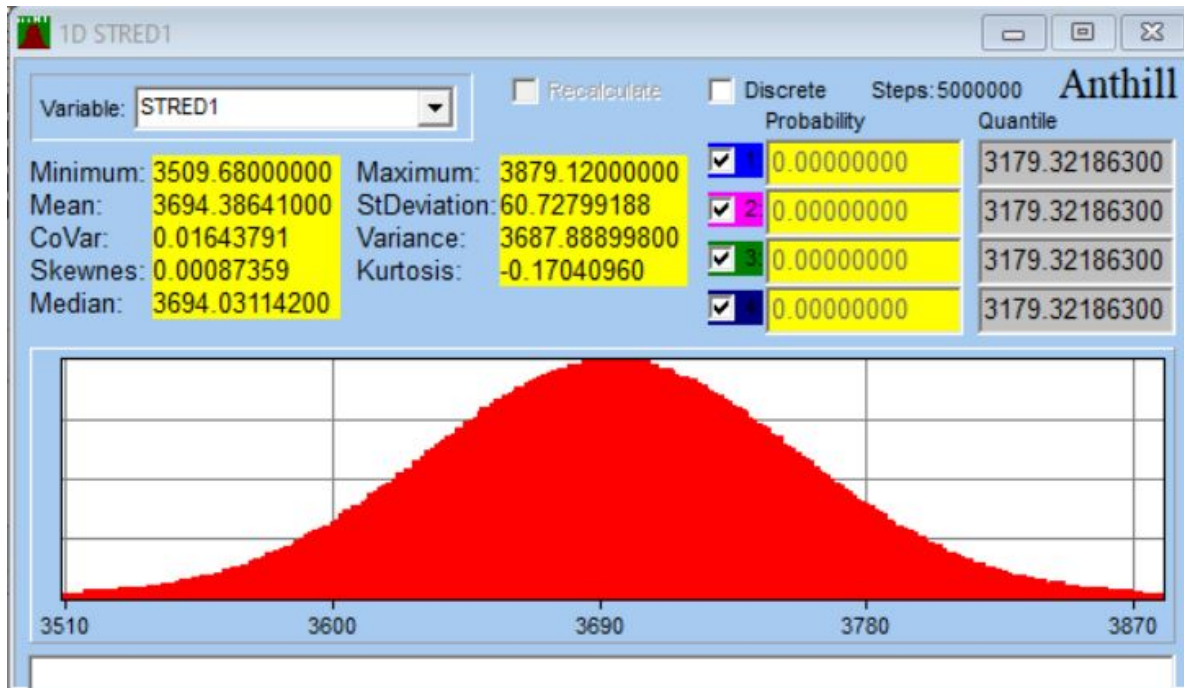 1D STRED1
Variable: STRED1
Recalculate
Discrete Steps:5000000 Anthill
Probability Quantile
Minimum: 3509.68000000 Maximum: 3879.12000000 1 0.00000000 3179.32186300
Mean: 3694.38641000 StDeviation: 60.72799188 2: 0.00000000 3179.32186300
CoVar: 0.01643791 Variance: 3687.88899800 3: 0.00000000 3179.32186300
Skewnes: 0.00087359 Kurtosis: -0.17040960
Median: 3694.03114200 0.00000000 3179.32186300
3510 3600 3690 3780 3870